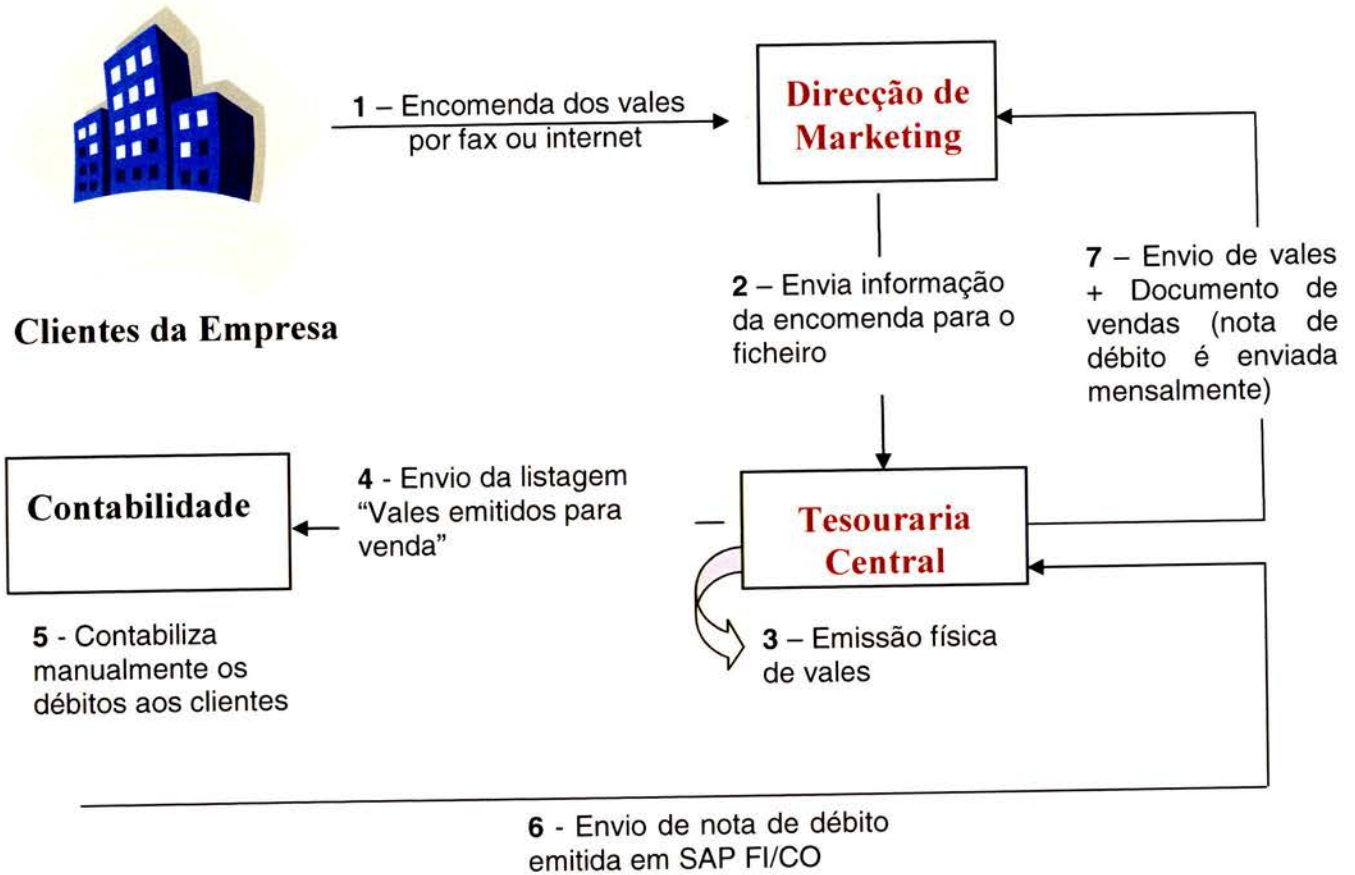 1 – Encomenda dos vales
por fax ou internet
Direcção de
Marketing
Clientes da Empresa
2 – Envia informação
da encomenda para o
ficheiro
7 – Envio de vales
+ Documento de
vendas (nota de
débito é enviada
mensalmente)
Contabilidade
4 - Envio da listagem
“Vales emitidos para
venda”
Tesouraria
Central
5 - Contabiliza
manualmente os
débitos aos clientes
3 – Emissão física
de vales
6 - Envio de nota de débito
emitida em SAP FI/CO